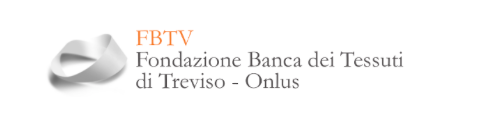 FBTV
Fondazione Banca dei Tessuti
di Treviso - Onlus